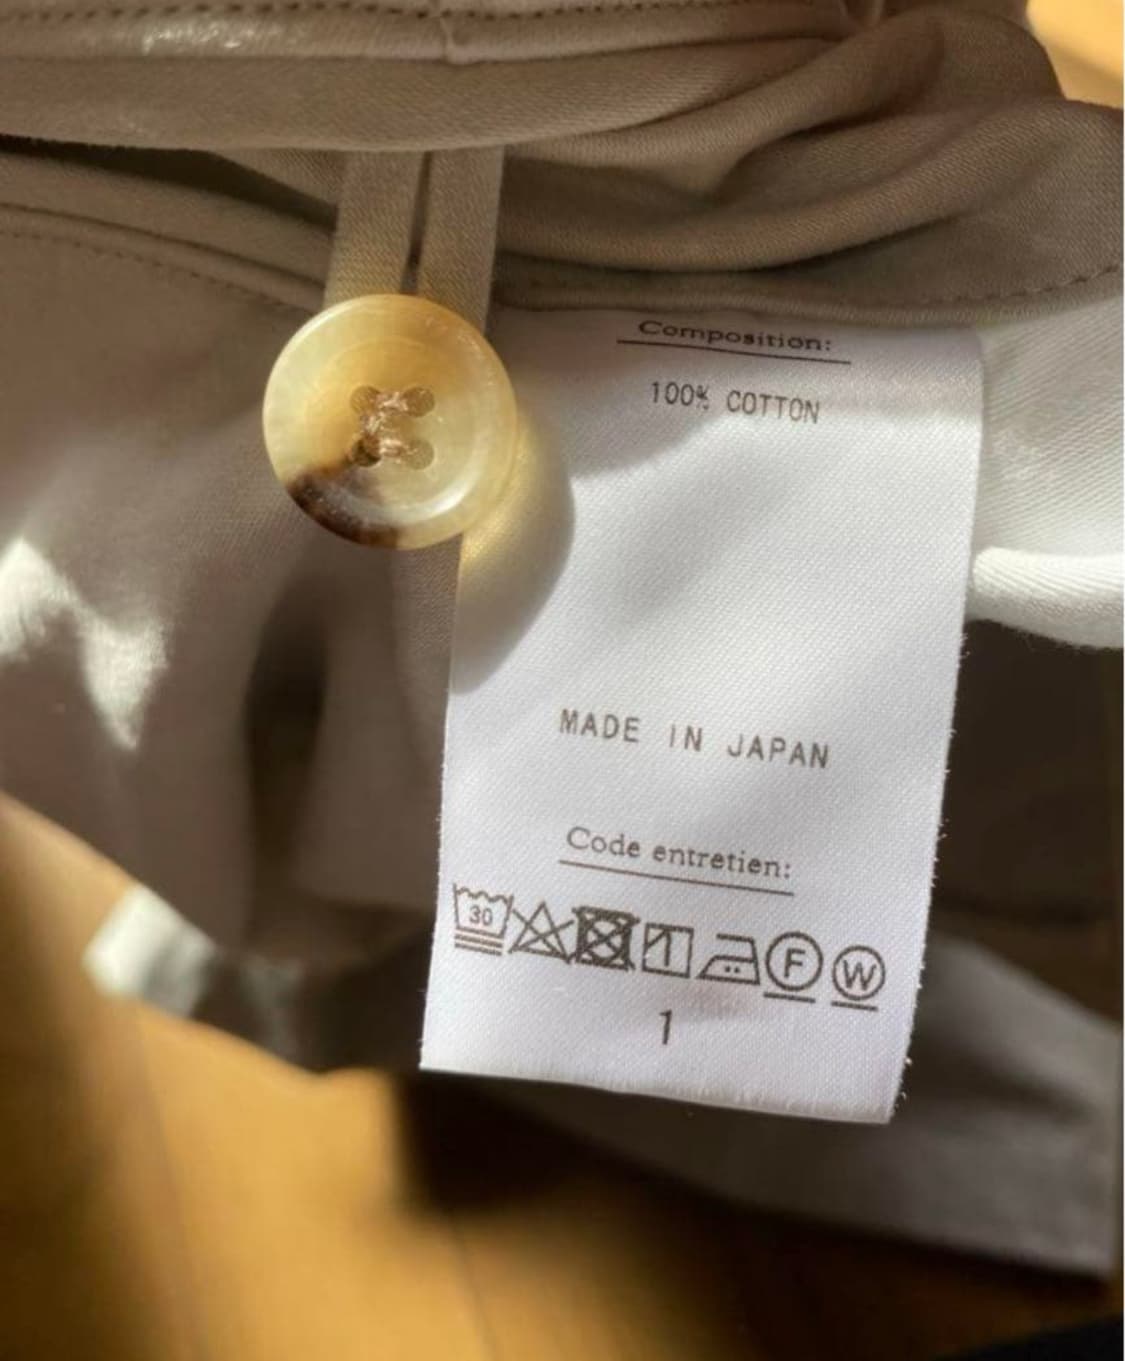 Composition:
100% COTTON
MADE IN JAPAN
Code entretien:
30 F W
1